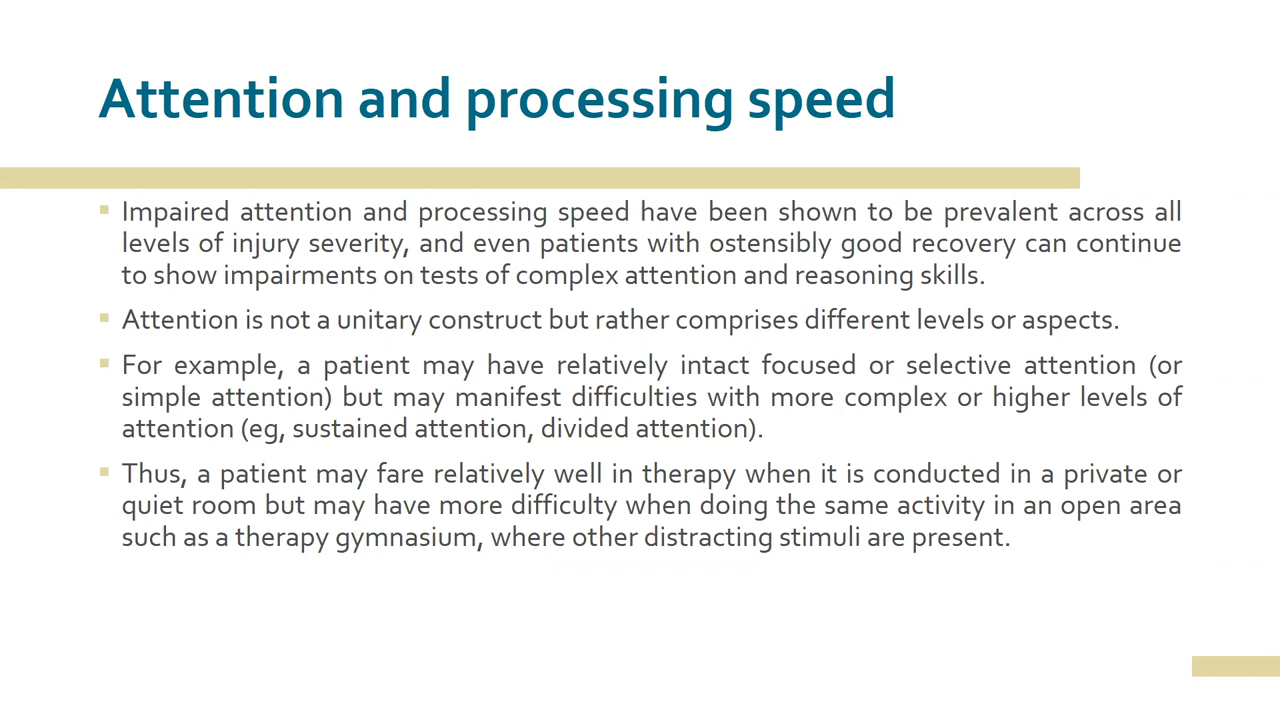 Attention and processing speed
Impaired attention and processing speed have been shown to be prevalent across all
levels of injury severity, and even patients with ostensibly good recovery can continue
to show impairments on tests of complex attention and reasoning skills.
Attention is not a unitary construct but rather comprises different levels or aspects.
For example, a patient may have relatively intact focused or selective attention (or
simple attention) but may manifest difficulties with more complex or higher levels of
attention (eg, sustained attention, divided attention).
Thus, a patient may fare relatively well in therapy when it is conducted in a private or
quiet room but may have more difficulty when doing the same activity in an open area
such as a therapy gymnasium, where other distracting stimuli are present.